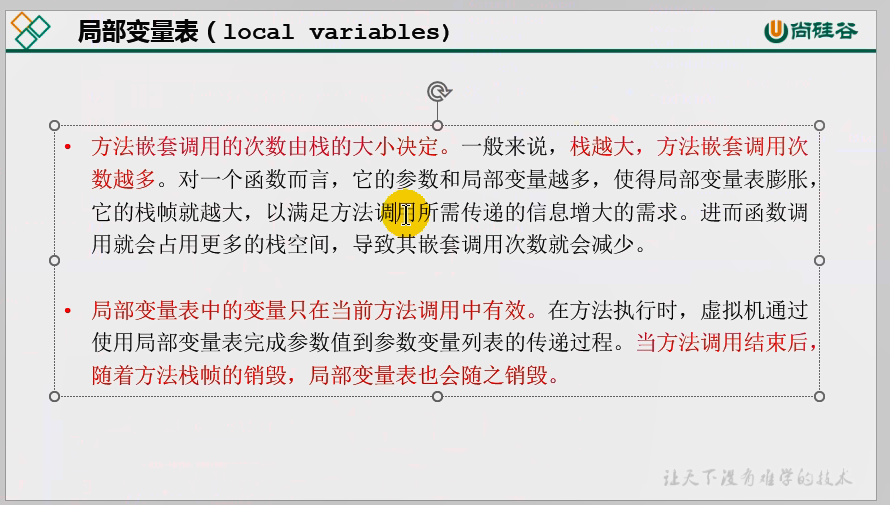 局部变量表（local variables）
尚硅谷
• 方法嵌套调用的次数由栈的大小决定。一般来说，栈越大，方法嵌套调用次
数越多。对一个函数而言，它的参数和局部变量越多，使得局部变量表膨胀，
它的栈帧就越大，以满足方法调用所需传递的信息增大的需求。进而函数调
用就会占用更多的栈空间，导致其嵌套调用次数就会减少。
• 局部变量表中的变量只在当前方法调用中有效。在方法执行时，虚拟机通过
使用局部变量表完成参数值到参数变量列表的传递过程。当方法调用结束后，
随着方法栈帧的销毁，局部变量表也会随之销毁。
让天下没有难学的技术